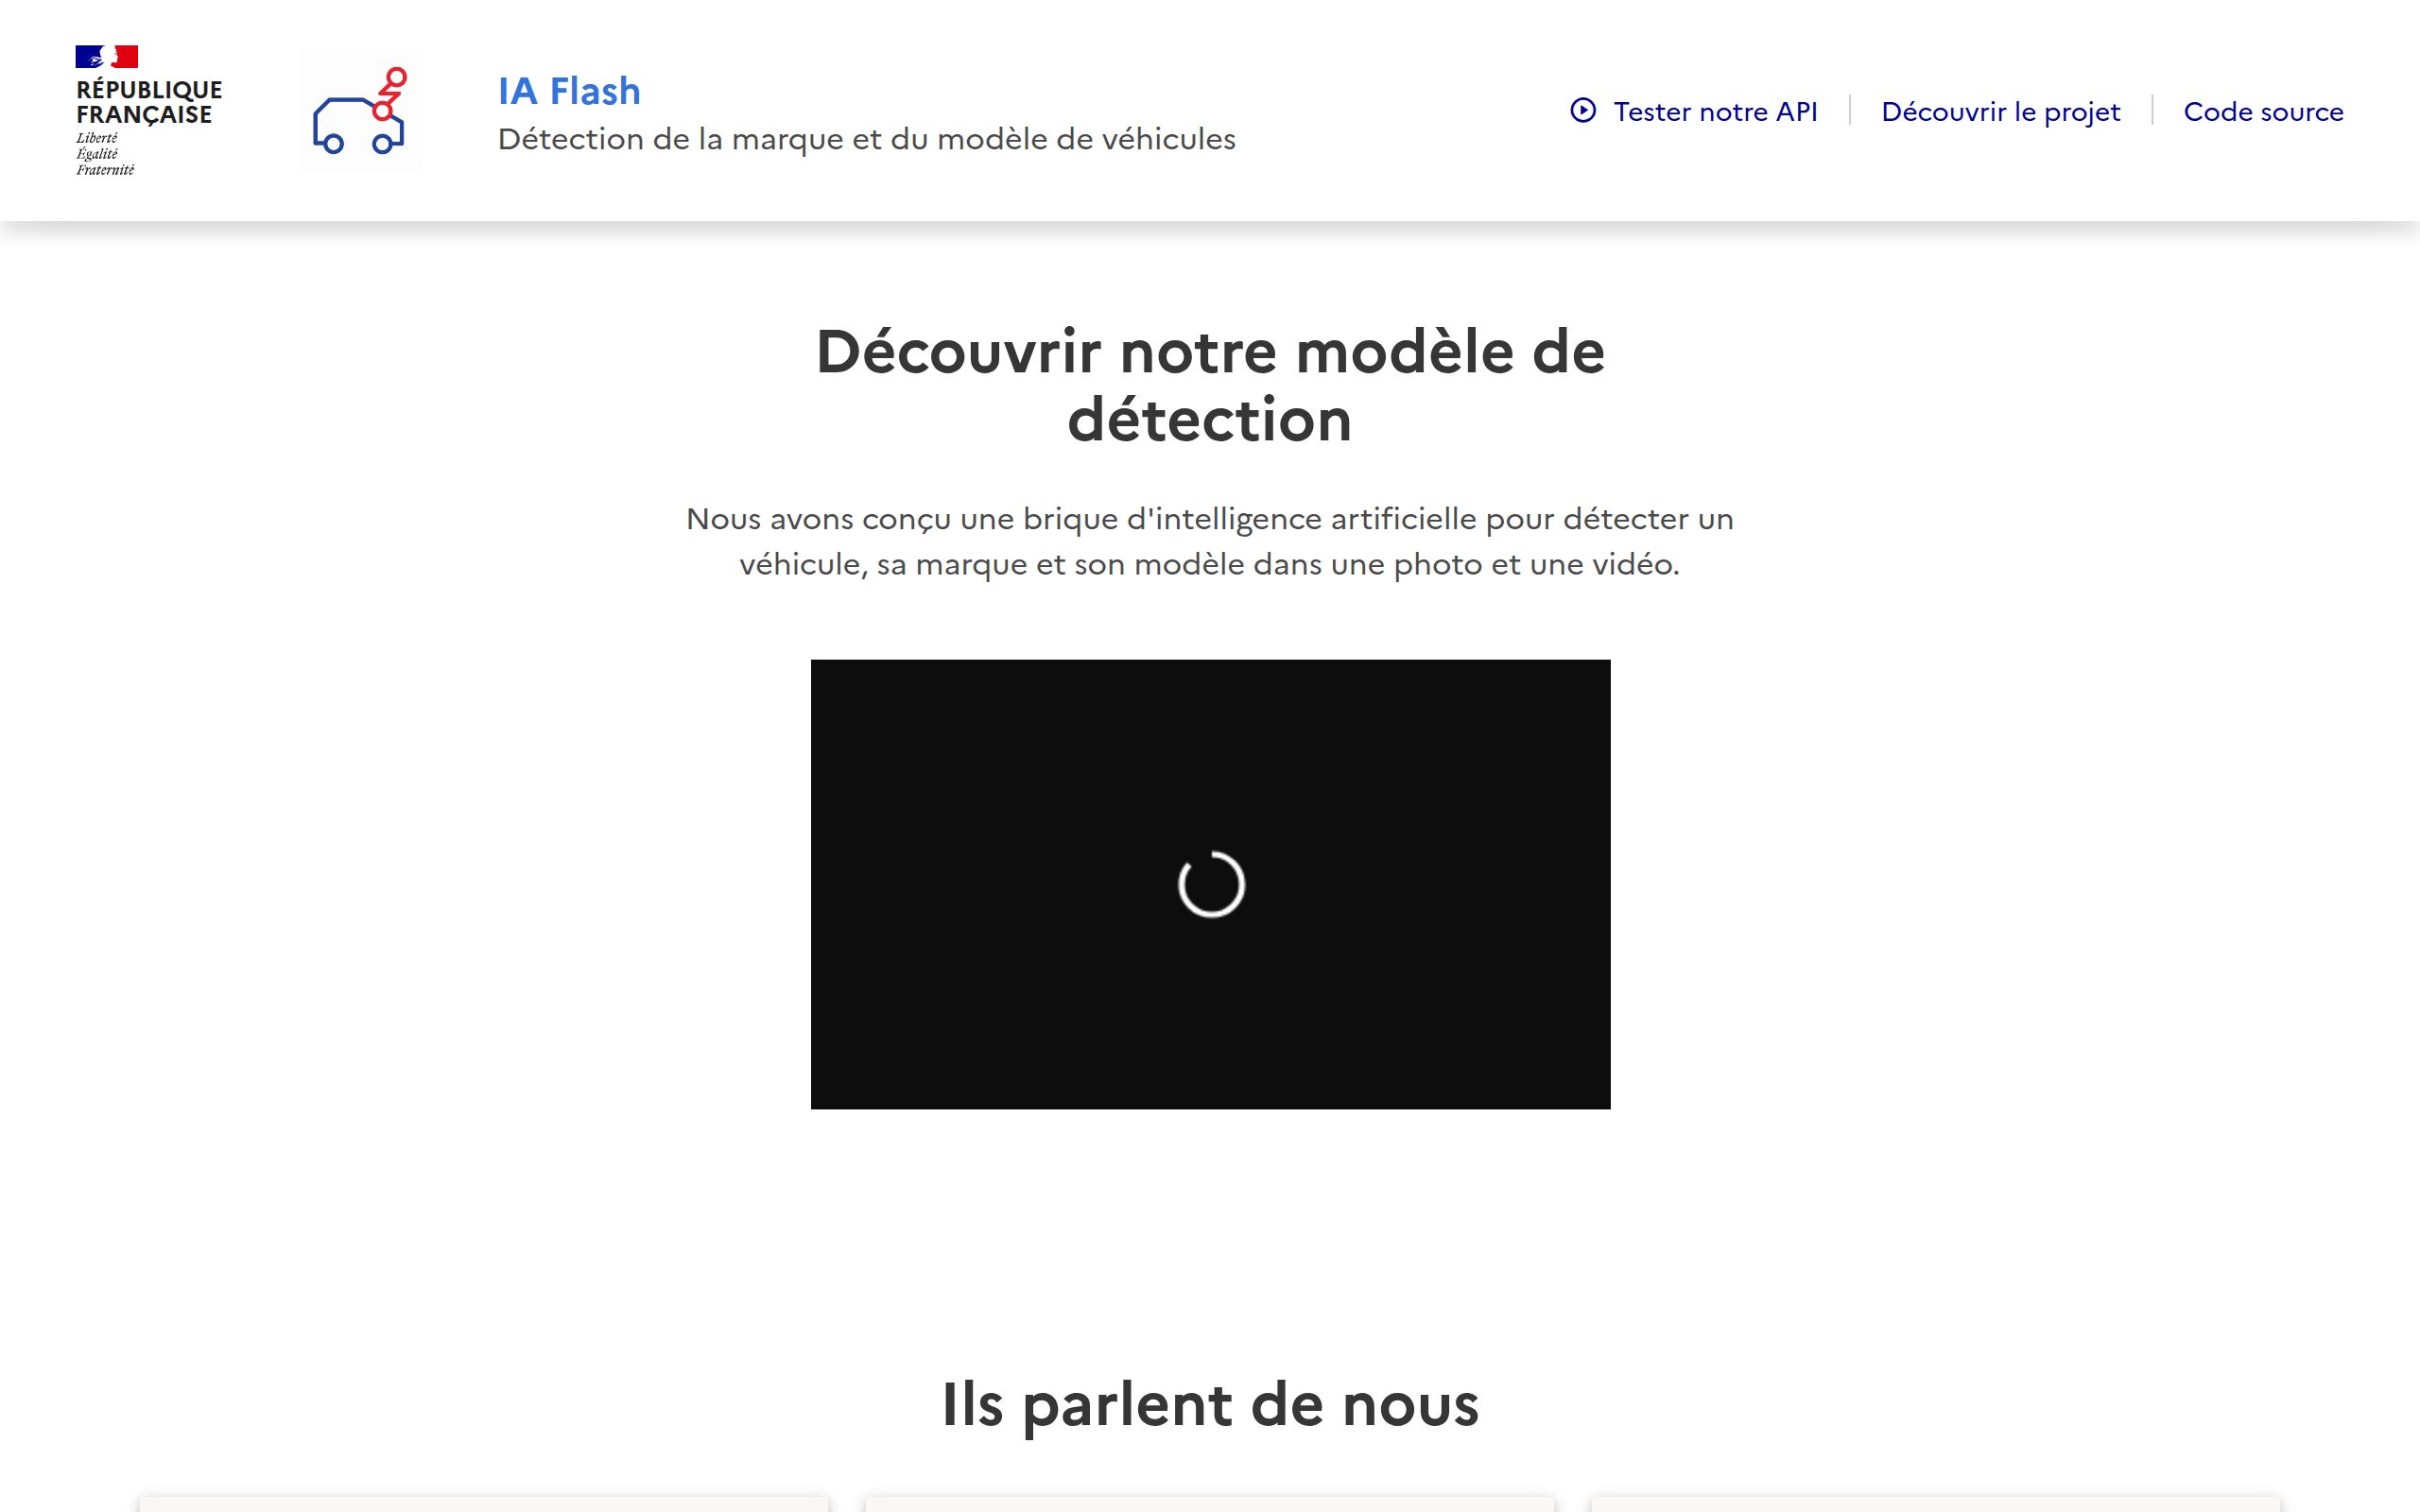 RÉPUBLIQUE
FRANÇAISE
Liberté
Égalité
Fraternité
IA Flash
Détection de la marque et du modèle de véhicules
Tester notre API
Découvrir le projet
Code source
Découvrir notre modèle de
détection
Nous avons conçu une brique d'intelligence artificielle pour détecter un
véhicule, sa marque et son modèle dans une photo et une vidéo.
Ils parlent de nous